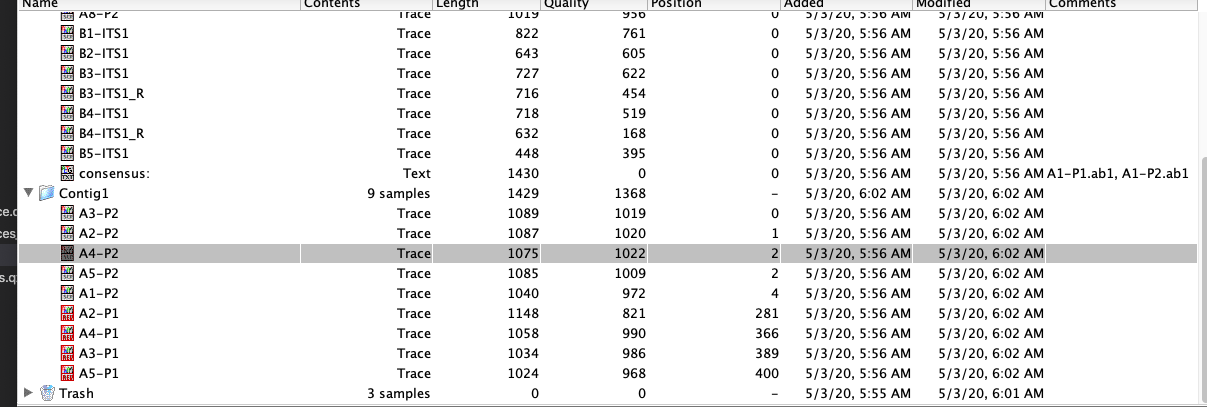 Name Contents Length Quality Position Added Modified Comments
A8-P2 Trace 1019 956 0 5/3/20, 5:56 AM 5/3/20, 5:56 AM
B1-ITS1 Trace 822 761 0 5/3/20, 5:56 AM 5/3/20, 5:56 AM
B2-ITS1 Trace 643 605 0 5/3/20, 5:56 AM 5/3/20, 5:56 AM
B3-ITS1 Trace 727 622 0 5/3/20, 5:56 AM 5/3/20, 5:56 AM
B3-ITS1_R Trace 716 454 0 5/3/20, 5:56 AM 5/3/20, 5:56 AM
B4-ITS1 Trace 718 519 0 5/3/20, 5:56 AM 5/3/20, 5:56 AM
B4-ITS1_R Trace 632 168 0 5/3/20, 5:56 AM 5/3/20, 5:56 AM
B5-ITS1 Trace 448 395 0 5/3/20, 5:56 AM 5/3/20, 5:56 AM
consensus: Text 1430 0 0 5/3/20, 5:56 AM 5/3/20, 5:56 AM A1-P1.ab1, A1-P2.ab1
Contig1 9 samples 1429 1368 - 5/3/20, 6:02 AM 5/3/20, 6:02 AM
A3-P2 Trace 1089 1019 0 5/3/20, 5:56 AM 5/3/20, 6:02 AM
A2-P2 Trace 1087 1020 1 5/3/20, 5:56 AM 5/3/20, 6:02 AM
A4-P2 Trace 1075 1022 2 5/3/20, 5:56 AM 5/3/20, 6:02 AM
A5-P2 Trace 1085 1009 2 5/3/20, 5:56 AM 5/3/20, 6:02 AM
A1-P2 Trace 1040 972 4 5/3/20, 5:56 AM 5/3/20, 6:02 AM
A2-P1 Trace 1148 821 281 5/3/20, 5:56 AM 5/3/20, 6:02 AM
A4-P1 Trace 1058 990 366 5/3/20, 5:56 AM 5/3/20, 6:02 AM
A3-P1 Trace 1034 986 389 5/3/20, 5:56 AM 5/3/20, 6:02 AM
A5-P1 Trace 1024 968 400 5/3/20, 5:56 AM 5/3/20, 6:02 AM
Trash 3 samples 0 0 - 5/3/20, 5:55 AM 5/3/20, 6:01 AM